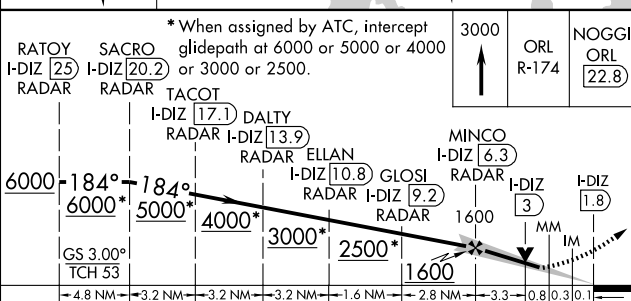 * When assigned by ATC, intercept
glidepath at 6000 or 5000 or 4000
or 3000 or 2500.
3000
ORL
R-174
NOGGI
ORL
22.8
RATOY
I-DIZ 25
RADAR
SACRO
I-DIZ 20.2
RADAR
TACOT
I-DIZ 17.1
RADAR
DALTY
I-DIZ 13.9
RADAR
ELLAN
I-DIZ 10.8
RADAR
GLOSI
I-DIZ 9.2
RADAR
MINCO
I-DIZ 6.3
RADAR
I-DIZ
3
I-DIZ
1.8
MM
IM
6000
184°
6000*
184°
5000*
4000*
3000*
2500*
1600
1600
GS 3.00°
TCH 53
4.8 NM
3.2 NM
3.2 NM
3.2 NM
1.6 NM
2.8 NM
3.3
0.8
0.3
0.1